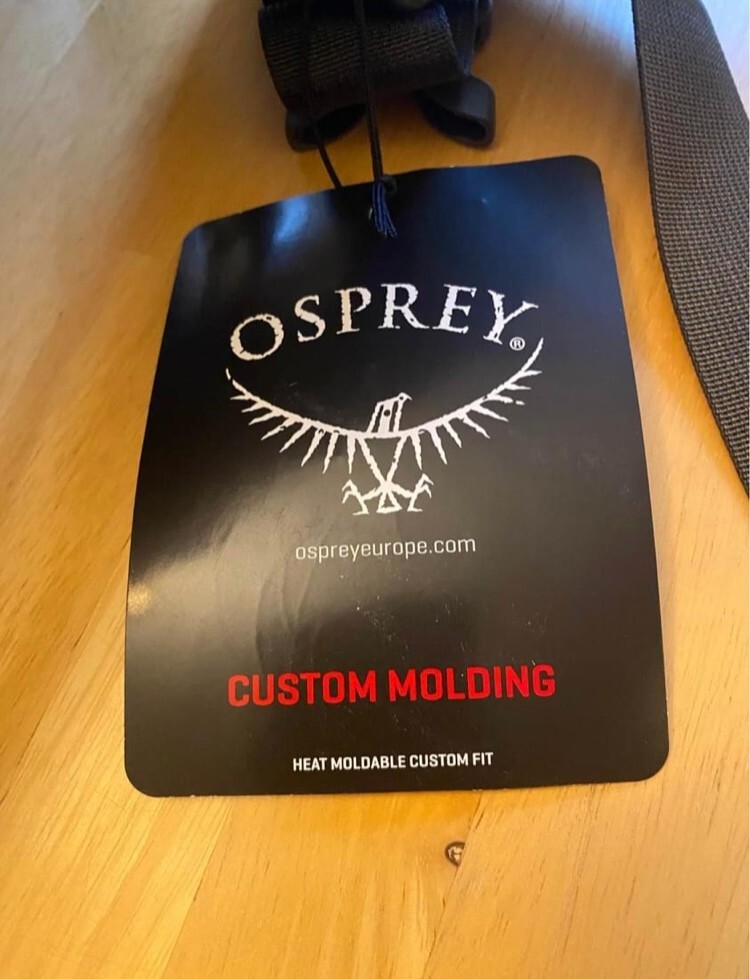 OSPREY®
ospreyeurope.com
CUSTOM MOLDING
HEAT MOLDABLE CUSTOM FIT